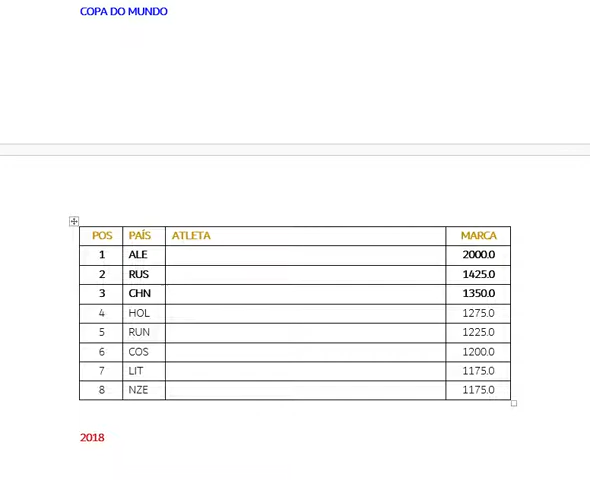 COPA DO MUNDO
POS PAÍS ATLETA MARCA
1 ALE 2000.0
2 RUS 1425.0
3 CHN 1350.0
4 HOL 1275.0
5 RUN 1225.0
6 COS 1200.0
7 LIT 1175.0
8 NZE 1175.0
2018